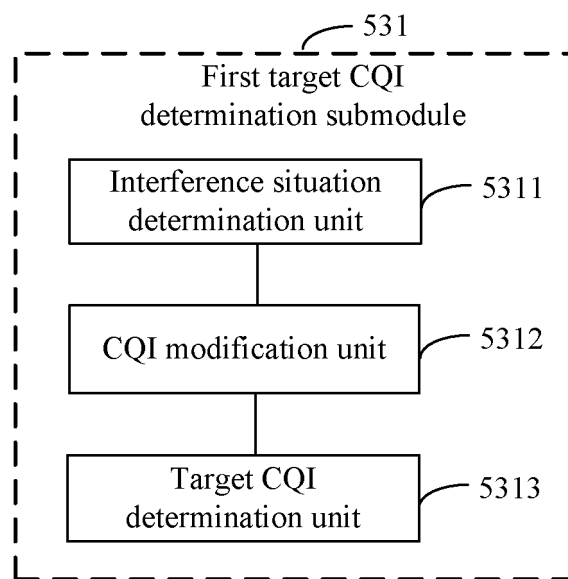 531
First target CQI
determination submodule
Interference situation
determination unit
5311
CQI modification unit
5312
Target CQI
determination unit
5313